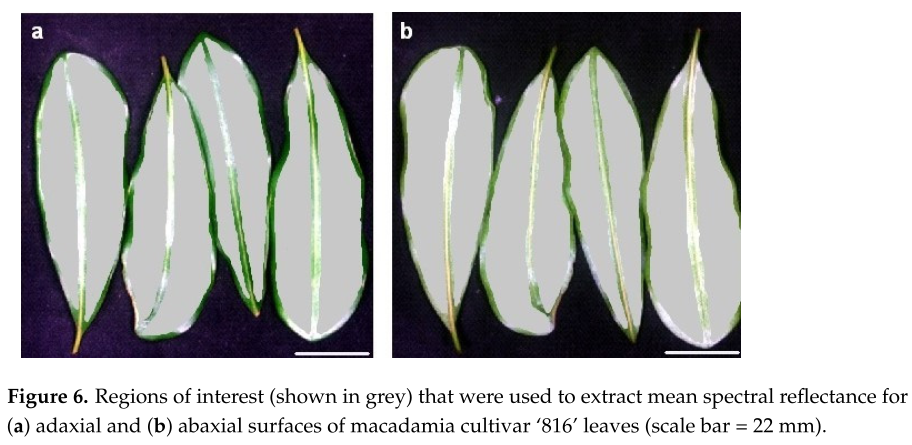 a
b
Figure 6. Regions of interest (shown in grey) that were used to extract mean spectral reflectance for
(a) adaxial and (b) abaxial surfaces of macadamia cultivar ‘816’ leaves (scale bar = 22 mm).